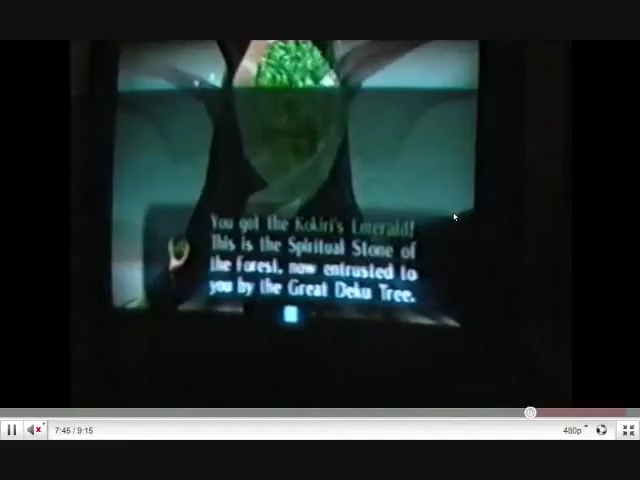 You got the Kokiri's Emerald!
This is the Spiritual Stone of
the Forest, now entrusted to
you by the Great Deku Tree.
7:45 / 9:15
480p